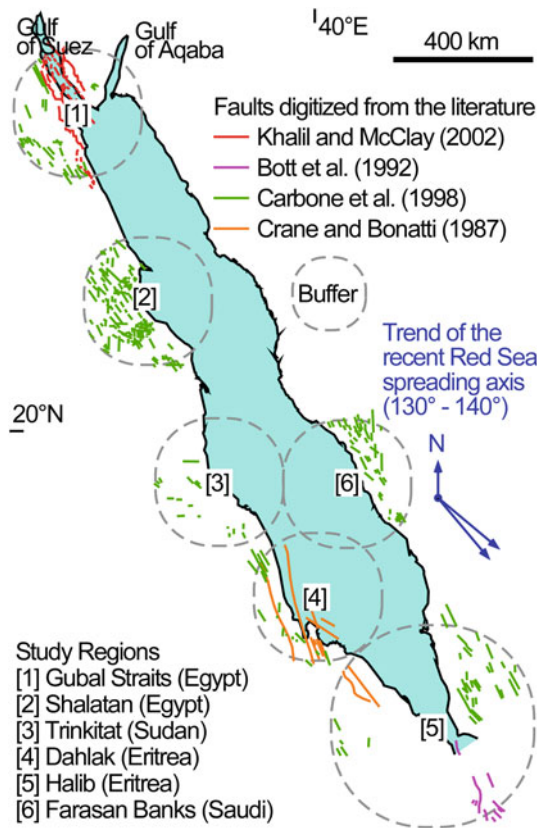 Gulf
of Suez
Gulf
of Aqaba
40°E
400 km
[1]
Faults digitized from the literature
Khalil and McClay (2002)
Bott et al. (1992)
Carbone et al. (1998)
Crane and Bonatti (1987)
[2]
Buffer
Trend of the
recent Red Sea
spreading axis
(130° - 140°)
20°N
N
[3]
[6]
[4]
[5]
Study Regions
[1] Gubal Straits (Egypt)
[2] Shalatan (Egypt)
[3] Trinkitat (Sudan)
[4] Dahlak (Eritrea)
[5] Halib (Eritrea)
[6] Farasan Banks (Saudi)